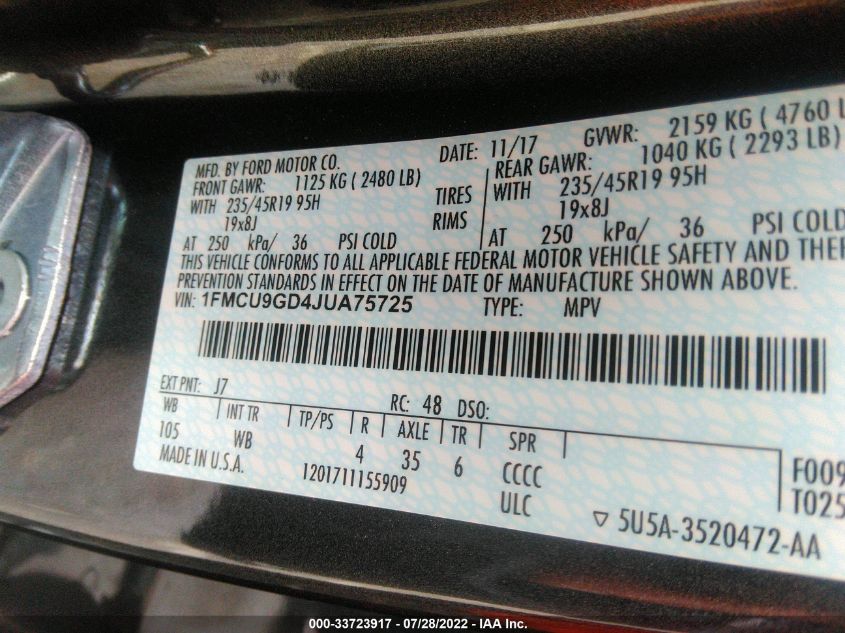 MFD. BY FORD MOTOR CO. DATE: 11/17 GVWR: 2159 KG ( 4760 L
FRONT GAWR: 1125 KG ( 2480 LB) REAR GAWR: 1040 KG ( 2293 LB)
WITH 235/45R19 95H TIRES WITH 235/45R19 95H
19x8J RIMS 19x8J
AT 250 kPa/ 36 PSI COLD AT 250 kPa/ 36 PSI COLD
THIS VEHICLE CONFORMS TO ALL APPLICABLE FEDERAL MOTOR VEHICLE SAFETY AND THEF
PREVENTION STANDARDS IN EFFECT ON THE DATE OF MANUFACTURE SHOWN ABOVE.
VIN: 1FMCU9GD4JUA75725 TYPE: MPV
EXT PNT: J7 RC: 48 DSO:
WB INT TR TP/PS R AXLE TR SPR
105 WB 4 35 6 CCCC F009
MADE IN U.S.A. 1201711155909 ULC T025
▽ 5U5A-3520472-AA
000-33723917 - 07/28/2022 - IAA Inc.